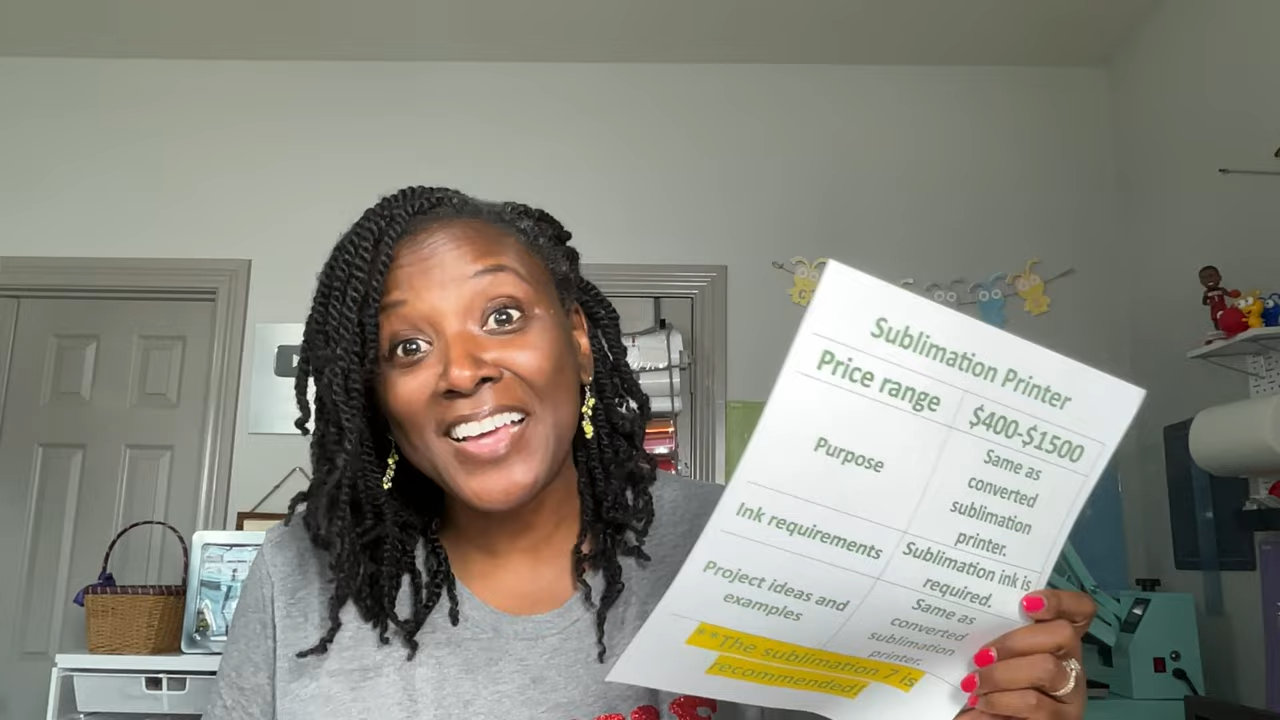 Sublimation Printer
Price range
$400-$1500
Purpose
Same as
converted
sublimation
printer.
Ink requirements
Sublimation ink is
required.
Project ideas and
examples
Same as
converted
sublimation
printer.
**The sublimation 7 is
recommended!